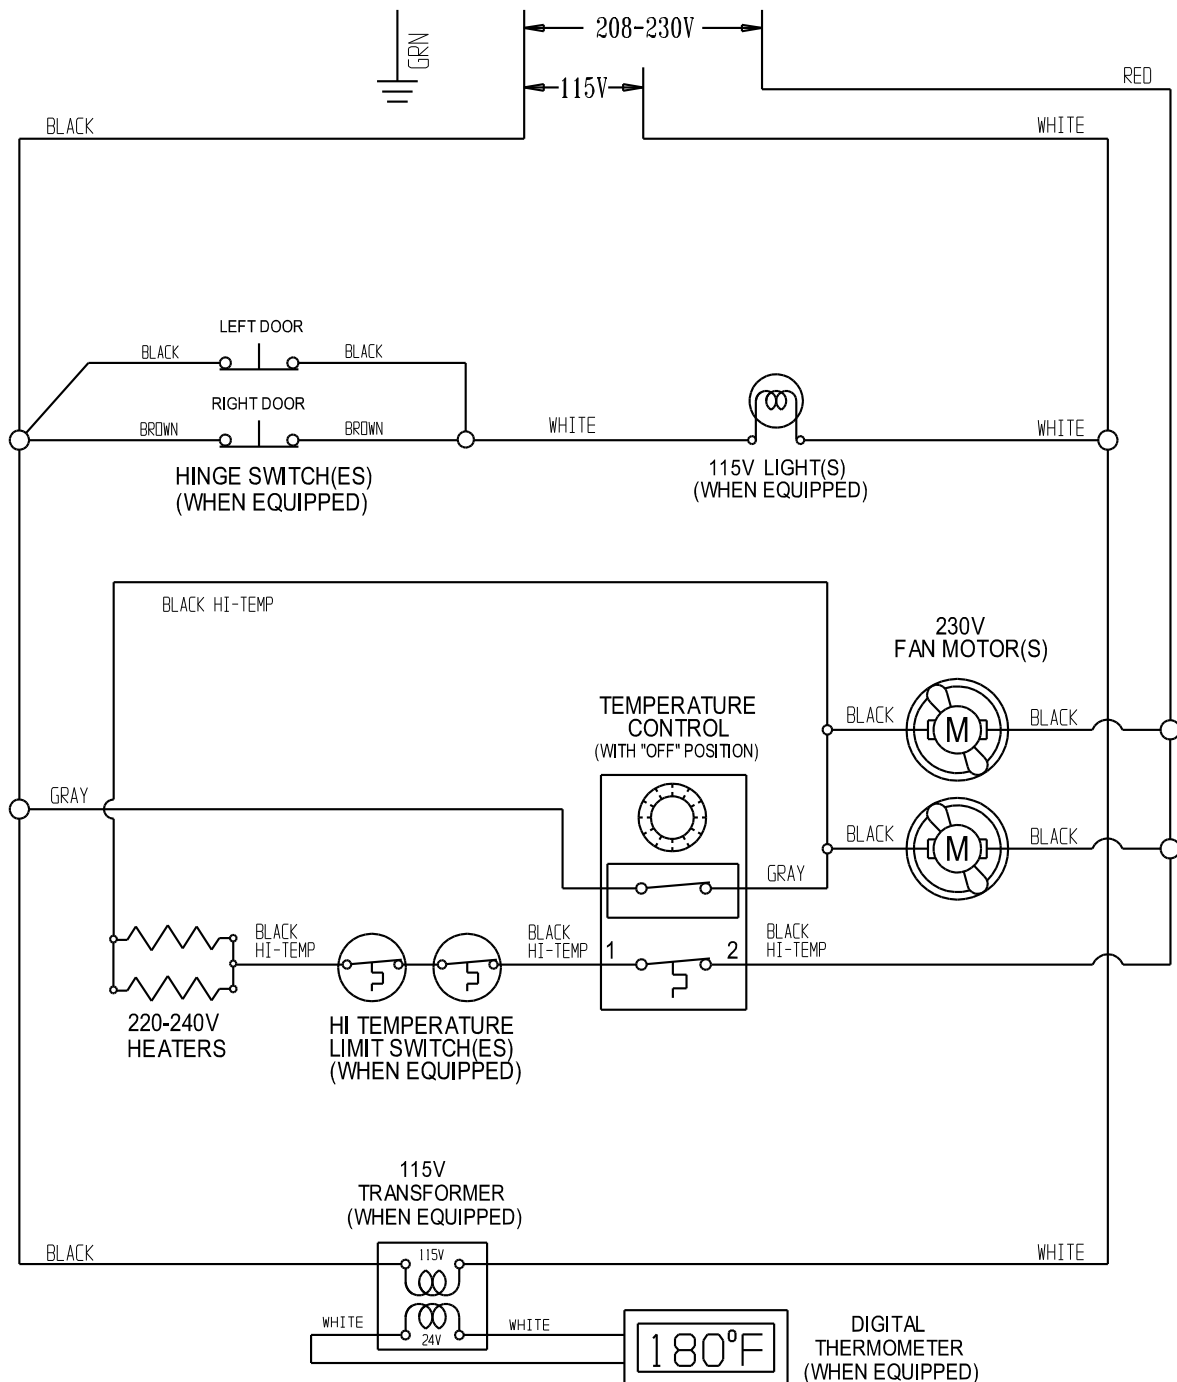 208-230V
GRN
115V
RED
BLACK
WHITE
LEFT DOOR
BLACK
BLACK
RIGHT DOOR
BROWN
BROWN
WHITE
WHITE
HINGE SWITCH(ES)
(WHEN EQUIPPED)
115V LIGHT(S)
(WHEN EQUIPPED)
BLACK HI-TEMP
230V
FAN MOTOR(S)
TEMPERATURE
CONTROL
(WITH "OFF" POSITION)
BLACK
M
BLACK
GRAY
BLACK
M
BLACK
GRAY
BLACK
HI-TEMP
BLACK
HI-TEMP
1
2
BLACK
HI-TEMP
220-240V
HEATERS
HI TEMPERATURE
LIMIT SWITCH(ES)
(WHEN EQUIPPED)
115V
TRANSFORMER
(WHEN EQUIPPED)
BLACK
115V
WHITE
WHITE
24V
WHITE
180°F
DIGITAL
THERMOMETER
(WHEN EQUIPPED)